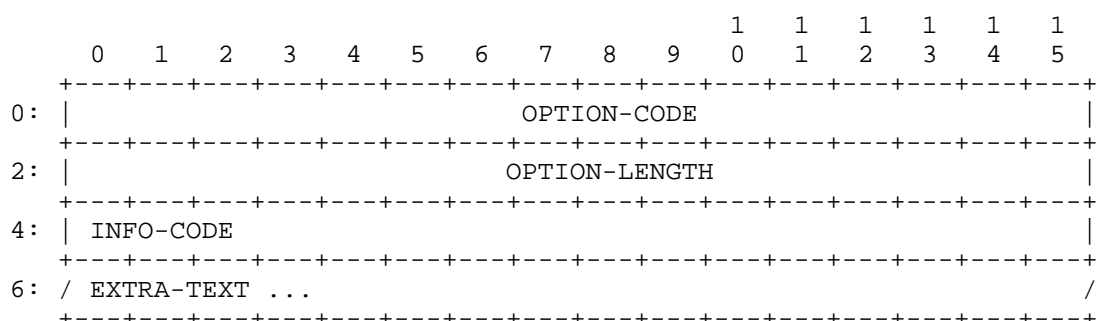 1   1   1   1   1   1
       0   1   2   3   4   5   6   7   8   9   0   1   2   3   4   5
     +---+---+---+---+---+---+---+---+---+---+---+---+---+---+---+---+
0:   |                            OPTION-CODE                        |
     +---+---+---+---+---+---+---+---+---+---+---+---+---+---+---+---+
2:   |                           OPTION-LENGTH                       |
     +---+---+---+---+---+---+---+---+---+---+---+---+---+---+---+---+
4:   | INFO-CODE                                                     |
     +---+---+---+---+---+---+---+---+---+---+---+---+---+---+---+---+
6:   / EXTRA-TEXT ...                                                /
     +---+---+---+---+---+---+---+---+---+---+---+---+---+---+---+---+